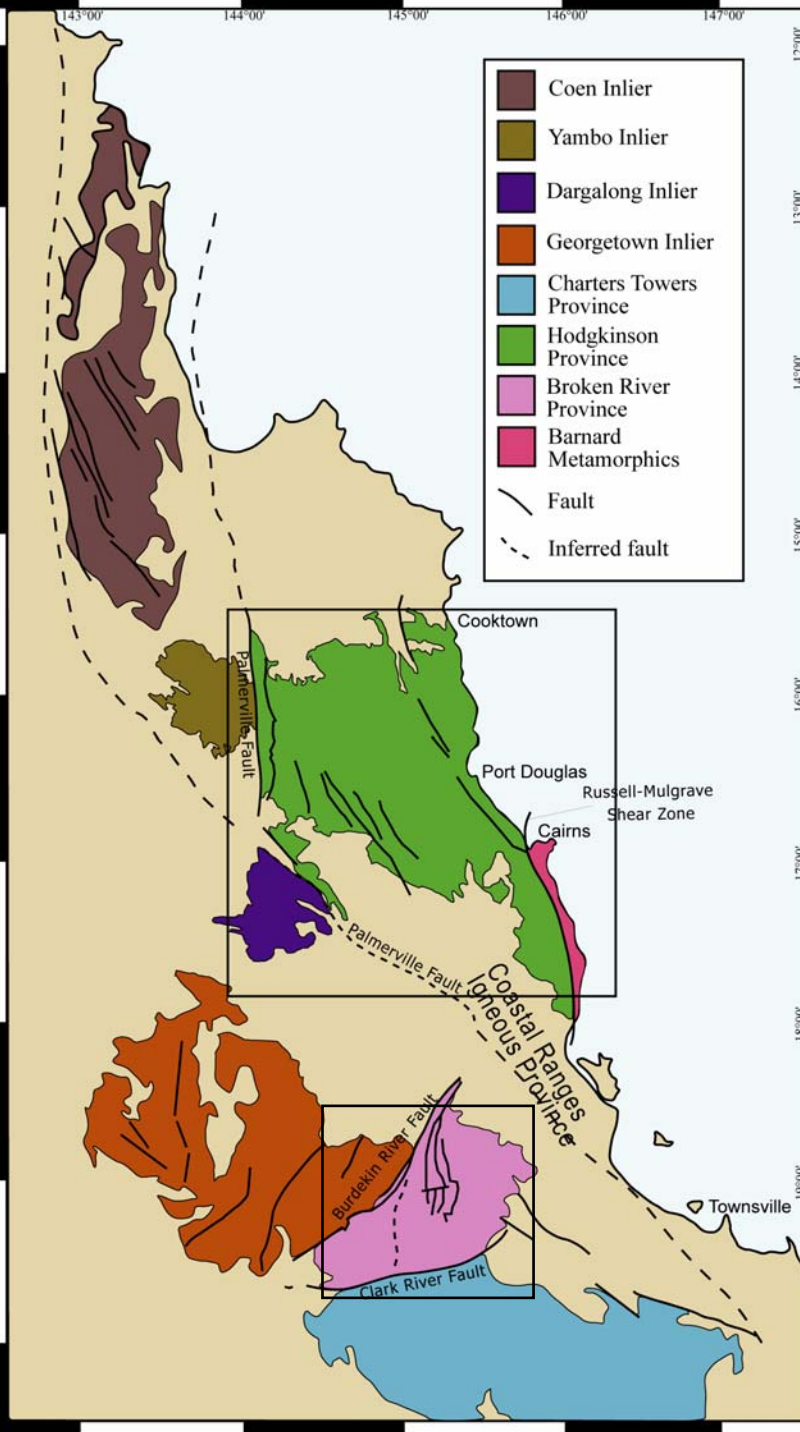 143°00'
144°00'
145°00'
146°00'
147°00'
12°00'
13°00'
14°00'
15°00'
16°00'
17°00'
18°00'
19°00'
Coen Inlier
Yambo Inlier
Dargalong Inlier
Georgetown Inlier
Charters Towers
Province
Hodgkinson
Province
Broken River
Province
Barnard
Metamorphics
Fault
Inferred fault
Cooktown
Palmerville Fault
Port Douglas
Russell-Mulgrave
Shear Zone
Cairns
Palmerville Fault
Coastal Ranges
Igneous Province
Burdekin River Fault
Townsville
Clark River Fault